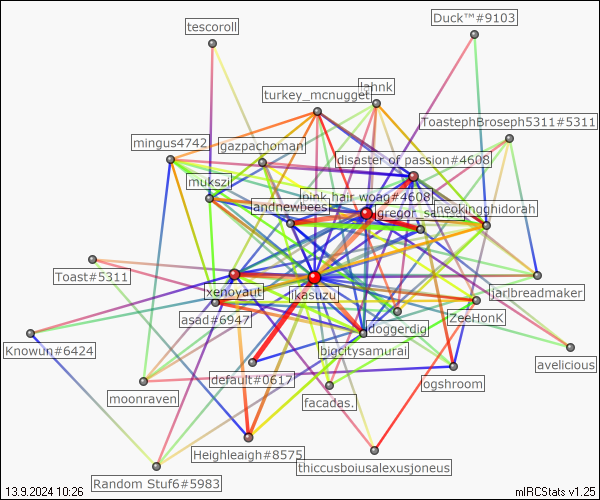 Duck™#9103
tescoroll
lahnk
turkey_mcnugget
ToastephBroseph5311#5311
mingus4742
gazpachoman
disaster of passion#4608
mukszi
pink hair woag#4608
andnewbees
neokingghidorah
Toast#5311
xenoyaut
jkasuzu
jarlbreadmaker
asad#6947
ZeeHonK
doggerdig
Knowun#6424
bigcitysamurai
avelicious
default#0617
ogshroom
moonraven
facadas.
Heighleaigh#8575
thiccusboiusalexusjoneus
Random Stuf6#5983
13.9.2024 10:26
mIRCStats v1.25